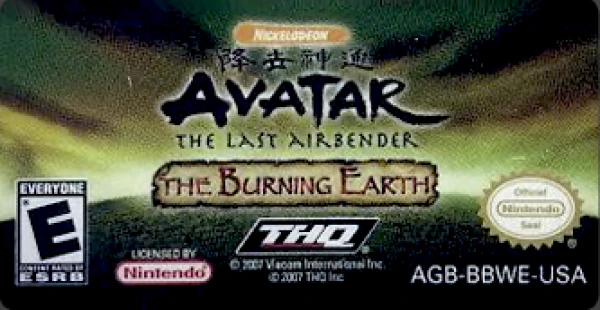 NICKELODEON
降去神通
AVATAR
THE LAST AIRBENDER
THE BURNING EARTH
EVERYONE
E
CONTENT RATED BY
ESRB
LICENSED BY
Nintendo
THQ
© 2007 Viacom International Inc.
© 2007 THQ Inc.
Official
Nintendo
Seal
AGB-BBWE-USA